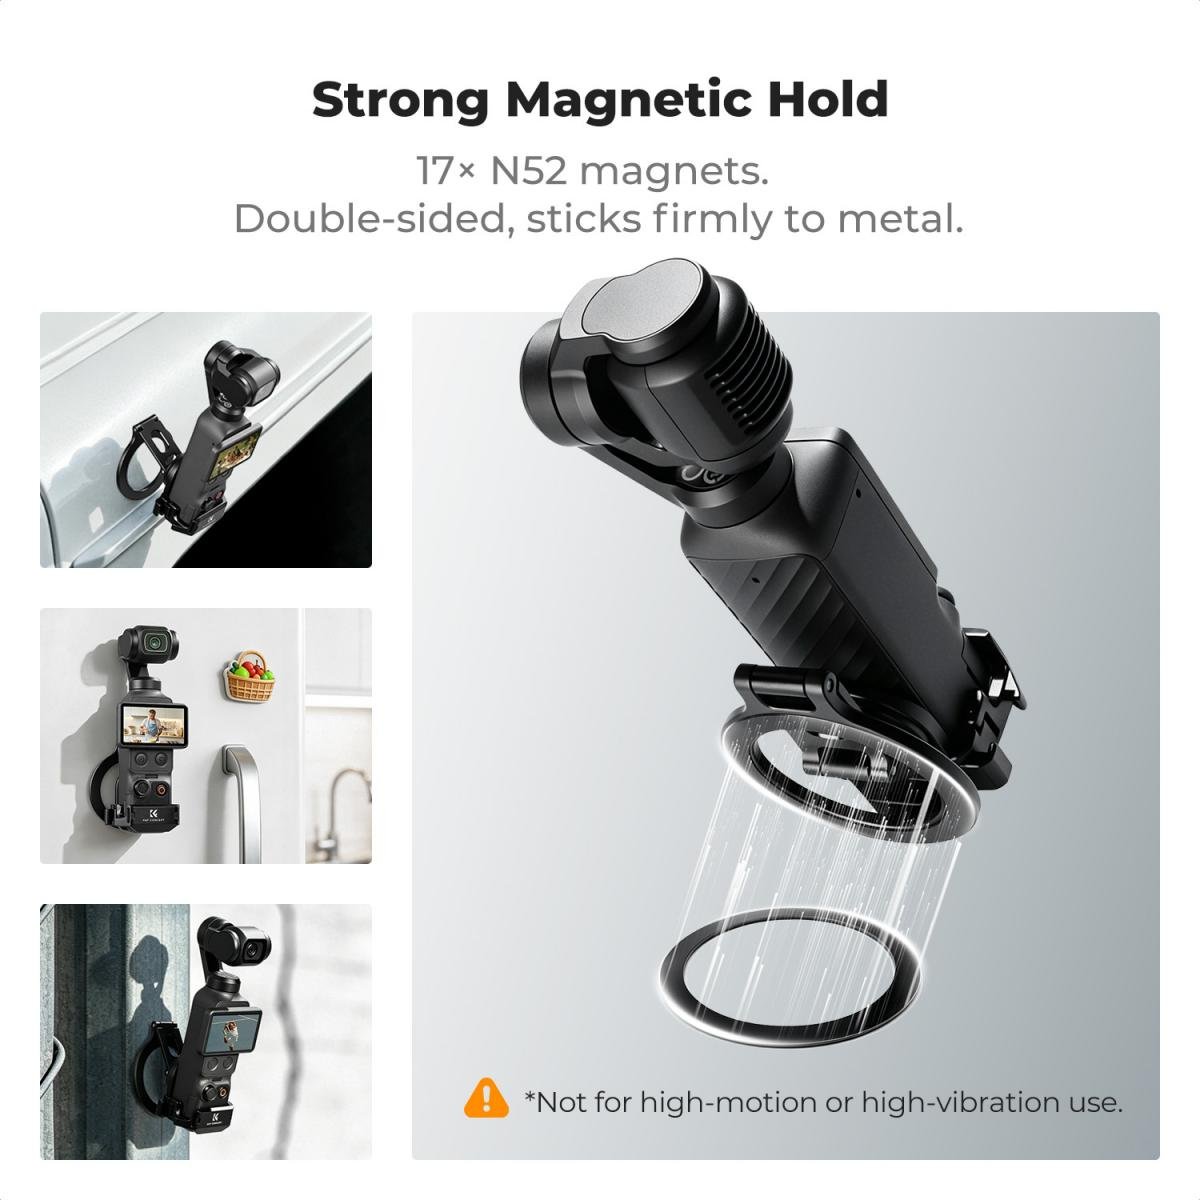 Strong Magnetic Hold
17× N52 magnets.
Double-sided, sticks firmly to metal.
K&F CONCEPT
*Not for high-motion or high-vibration use.